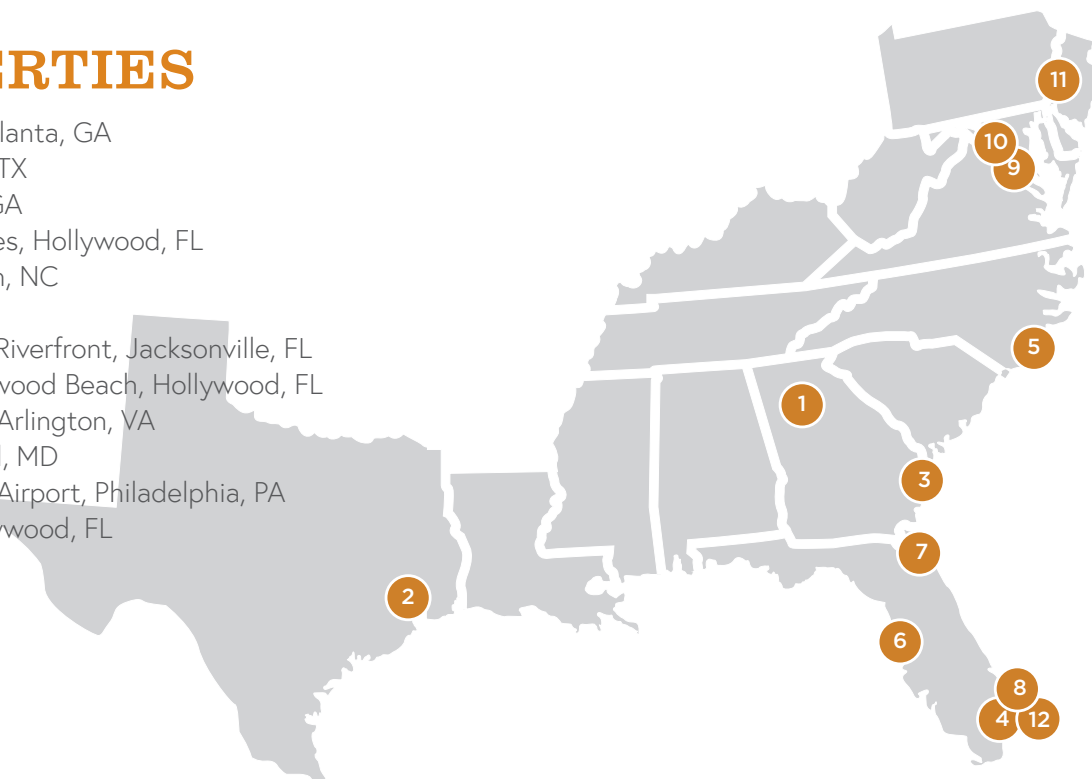 ERTIES
lanta, GA
TX
GA
es, Hollywood, FL
n, NC
Riverfront, Jacksonville, FL
wood Beach, Hollywood, FL
Arlington, VA
l, MD
Airport, Philadelphia, PA
ywood, FL
11
10
9
5
1
3
7
2
6
8
4
12